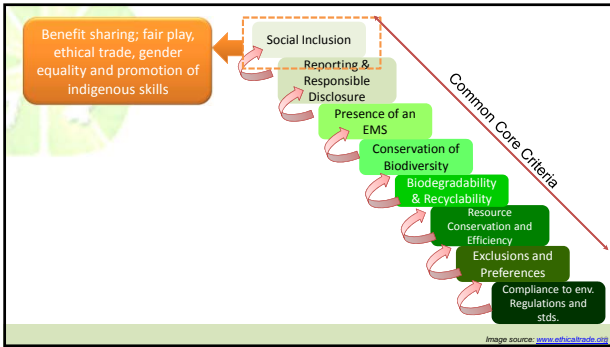 Benefit sharing; fair play,
ethical trade, gender
equality and promotion of
indigenous skills
Social Inclusion
Reporting &
Responsible
Disclosure
Presence of an
EMS
Conservation of
Biodiversity
Biodegradability
& Recyclability
Resource
Conservation and
Efficiency
Exclusions and
Preferences
Compliance to env.
Regulations and
stds.
Common Core Criteria
Image source: www.ethicaltrade.org